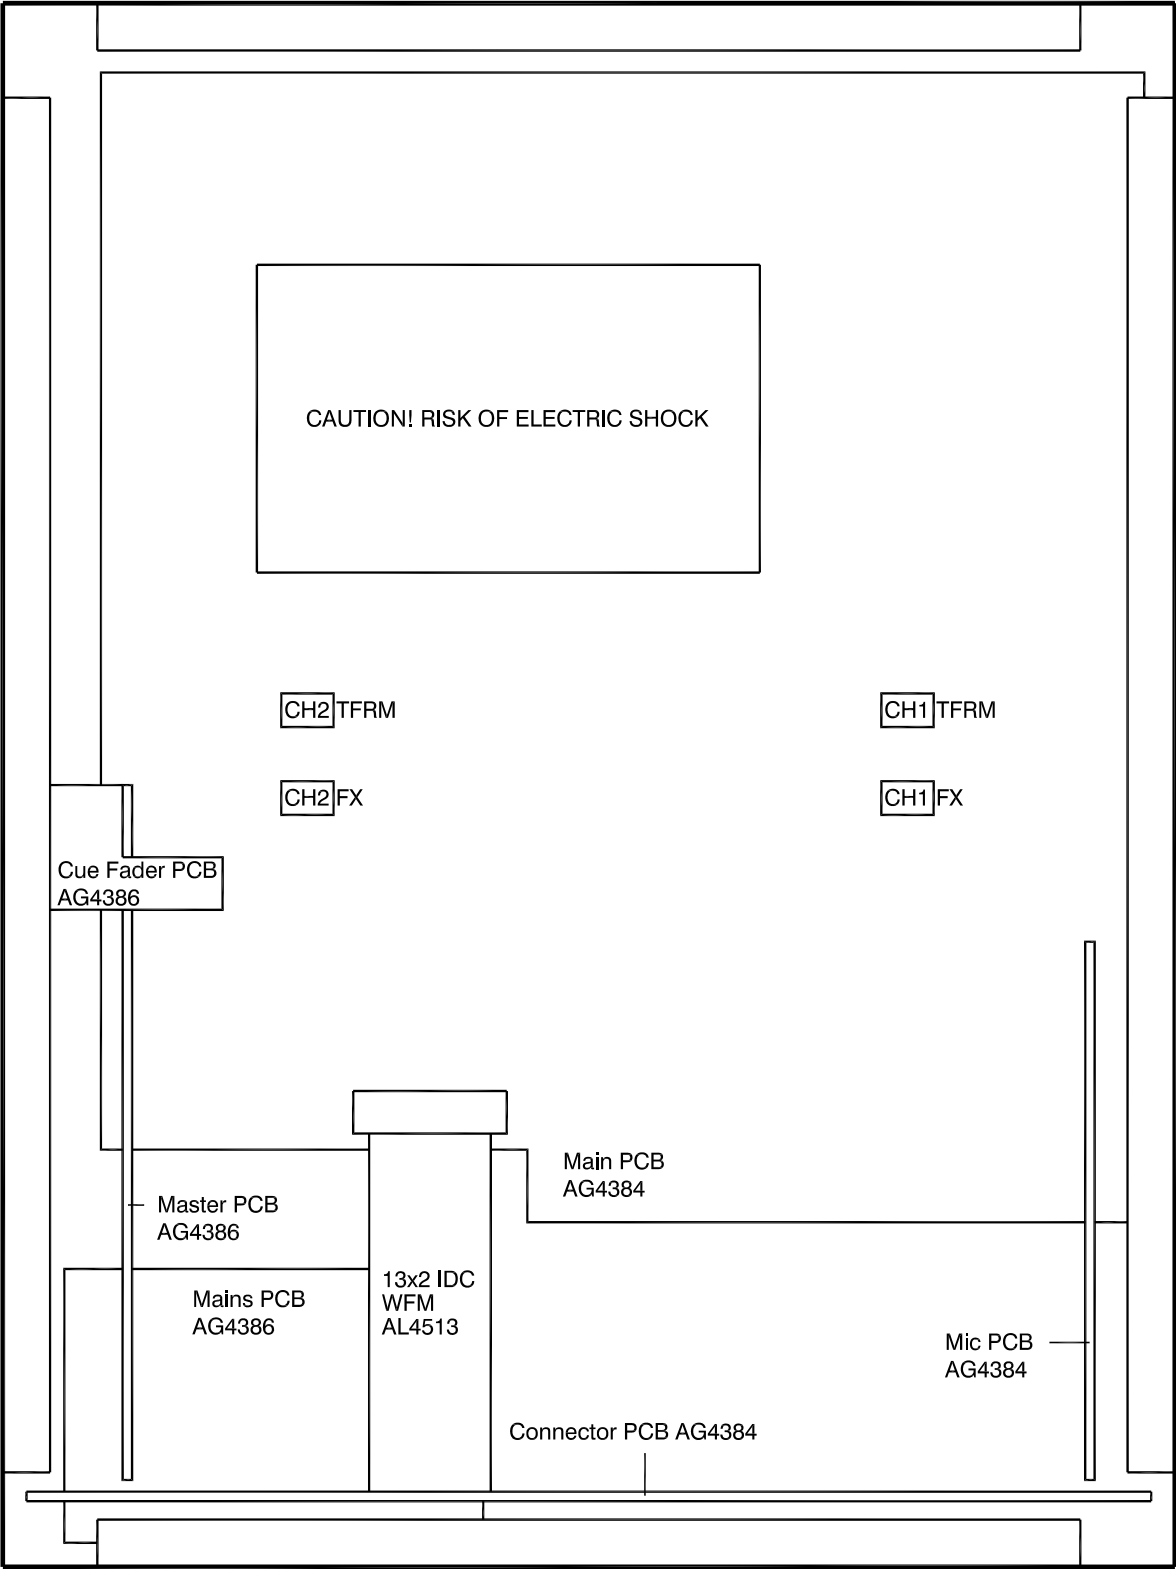 CAUTION! RISK OF ELECTRIC SHOCK
CH2 TFRM
CH1 TFRM
CH2 FX
CH1 FX
Cue Fader PCB
AG4386
Main PCB
AG4384
Master PCB
AG4386
13x2 IDC
WFM
AL4513
Mains PCB
AG4386
Mic PCB
AG4384
Connector PCB AG4384